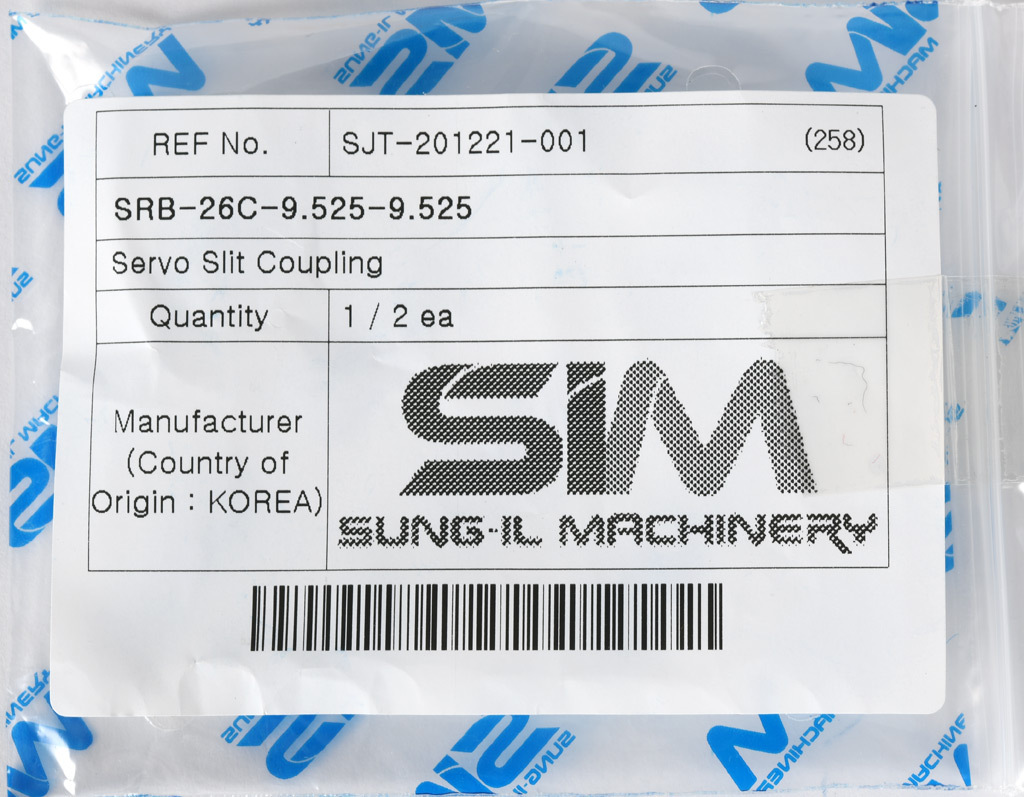 REF No. SJT-201221-001 (258)
SRB-26C-9.525-9.525
Servo Slit Coupling
Quantity 1 / 2 ea
Manufacturer
(Country of
Origin : KOREA)
SIM
SUNG-IL MACHINERY